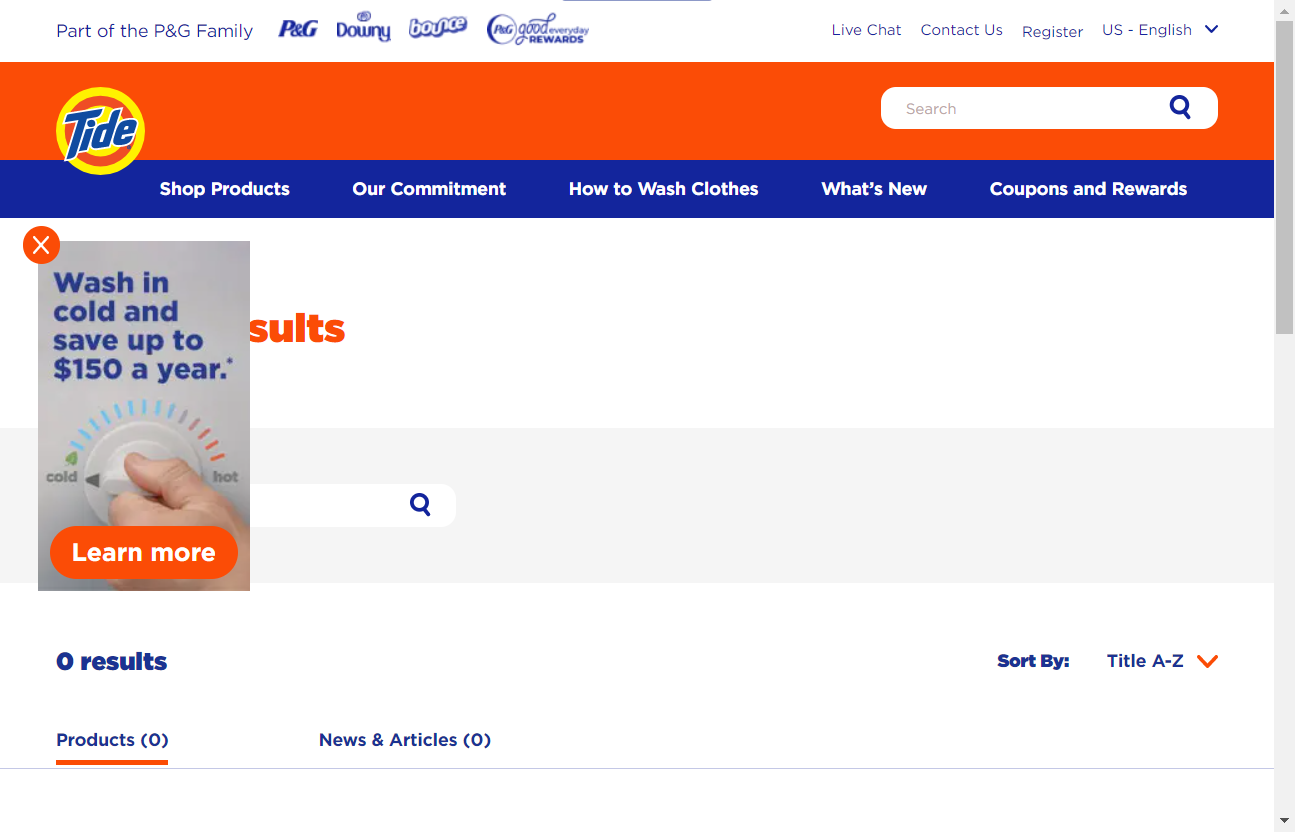 Part of the P&G Family
P&G
Downy
bounce
P&G good everyday REWARDS
Live Chat
Contact Us
Register
US - English
Tide
Search
Shop Products
Our Commitment
How to Wash Clothes
What's New
Coupons and Rewards
Wash in
cold and
save up to
$150 a year.*
cold
hot
Learn more
sults
0 results
Sort By:
Title A-Z
Products (0)
News & Articles (0)